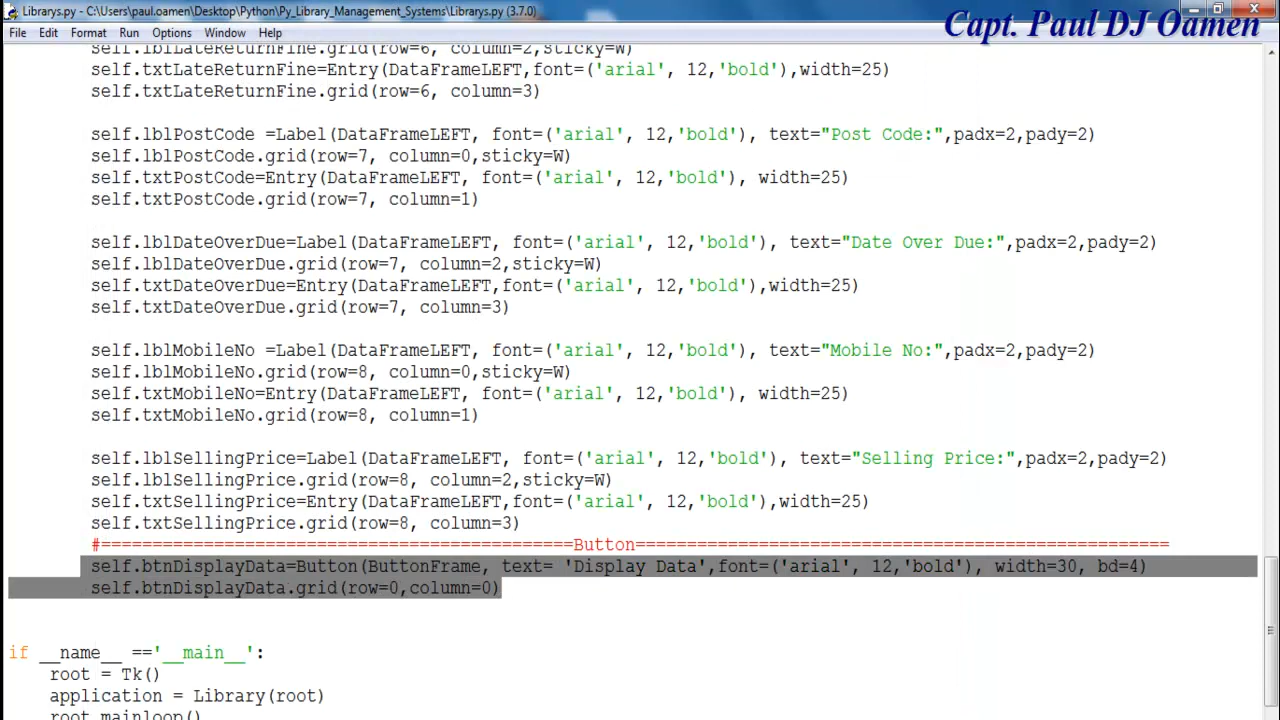 Librarys.py - C:\Users\paul.oamen\Desktop\Python\Py_Library_Management_Systems\Librarys.py (3.7.0)
File Edit Format Run Options Window Help
Capt. Paul DJ Oamen
self.lblLateReturnFine.grid(row=6, column=2,sticky=W)
self.txtLateReturnFine=Entry(DataFrameLEFT,font=('arial', 12,'bold'),width=25)
self.txtLateReturnFine.grid(row=6, column=3)
self.lblPostCode =Label(DataFrameLEFT, font=('arial', 12,'bold'), text="Post Code:",padx=2,pady=2)
self.lblPostCode.grid(row=7, column=0,sticky=W)
self.txtPostCode=Entry(DataFrameLEFT, font=('arial', 12,'bold'), width=25)
self.txtPostCode.grid(row=7, column=1)
self.lblDateOverDue=Label(DataFrameLEFT, font=('arial', 12,'bold'), text="Date Over Due:",padx=2,pady=2)
self.lblDateOverDue.grid(row=7, column=2,sticky=W)
self.txtDateOverDue=Entry(DataFrameLEFT,font=('arial', 12,'bold'),width=25)
self.txtDateOverDue.grid(row=7, column=3)
self.lblMobileNo =Label(DataFrameLEFT, font=('arial', 12,'bold'), text="Mobile No:",padx=2,pady=2)
self.lblMobileNo.grid(row=8, column=0,sticky=W)
self.txtMobileNo=Entry(DataFrameLEFT, font=('arial', 12,'bold'), width=25)
self.txtMobileNo.grid(row=8, column=1)
self.lblSellingPrice=Label(DataFrameLEFT, font=('arial', 12,'bold'), text="Selling Price:",padx=2,pady=2)
self.lblSellingPrice.grid(row=8, column=2,sticky=W)
self.txtSellingPrice=Entry(DataFrameLEFT,font=('arial', 12,'bold'),width=25)
self.txtSellingPrice.grid(row=8, column=3)
#===============================================Button====================================================
self.btnDisplayData=Button(ButtonFrame, text= 'Display Data',font=('arial', 12,'bold'), width=30, bd=4)
self.btnDisplayData.grid(row=0,column=0)
if __name__ =='__main__':
root = Tk()
application = Library(root)
root.mainloop()